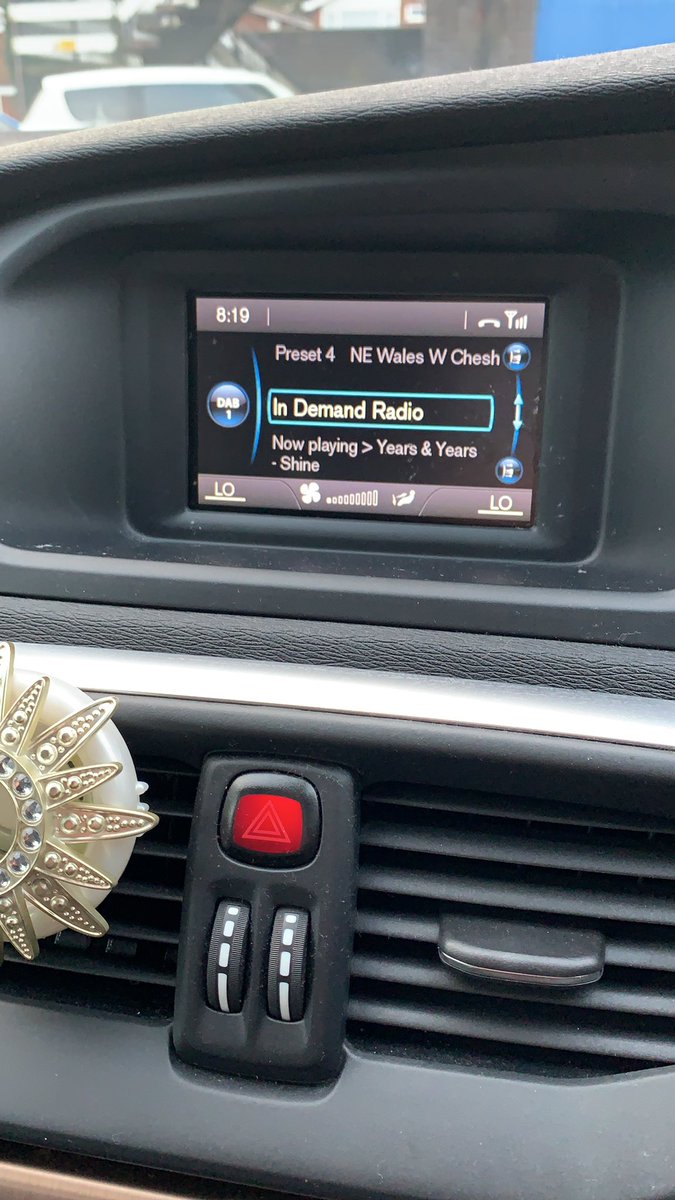 8:19
Preset 4 NE Wales W Chesh
DAB
1
In Demand Radio
Now playing > Years & Years
- Shine
LO
LO